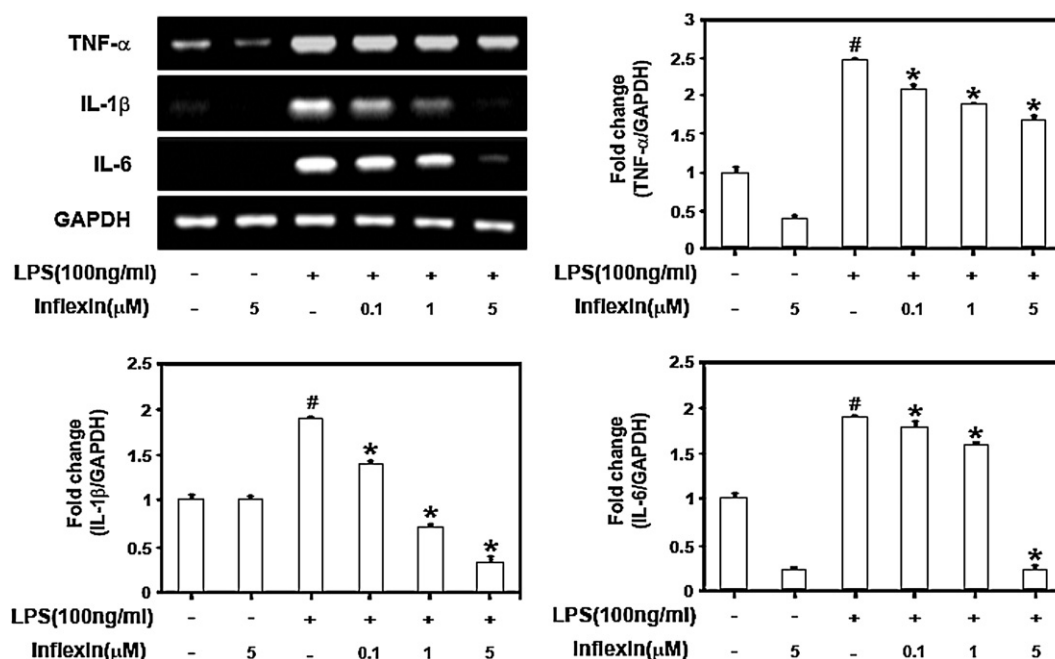 TNF-α
IL-1β
IL-6
GAPDH
LPS(100ng/ml) - - + + + +
Inflexin(μM) - 5 - 0.1 1 5
Fold change
(TNF-α/GAPDH)
3
2.5
2
1.5
1
0.5
0
# * * *
LPS(100ng/ml) - - + + + +
Inflexin(μM) - 5 - 0.1 1 5
Fold change
(IL-1β/GAPDH)
2.5
2
1.5
1
0.5
0
# * * *
LPS(100ng/ml) - - + + + +
Inflexin(μM) - 5 - 0.1 1 5
Fold change
(IL-6/GAPDH)
2.5
2
1.5
1
0.5
0
# * * *
LPS(100ng/ml) - - + + + +
Inflexin(μM) - 5 - 0.1 1 5